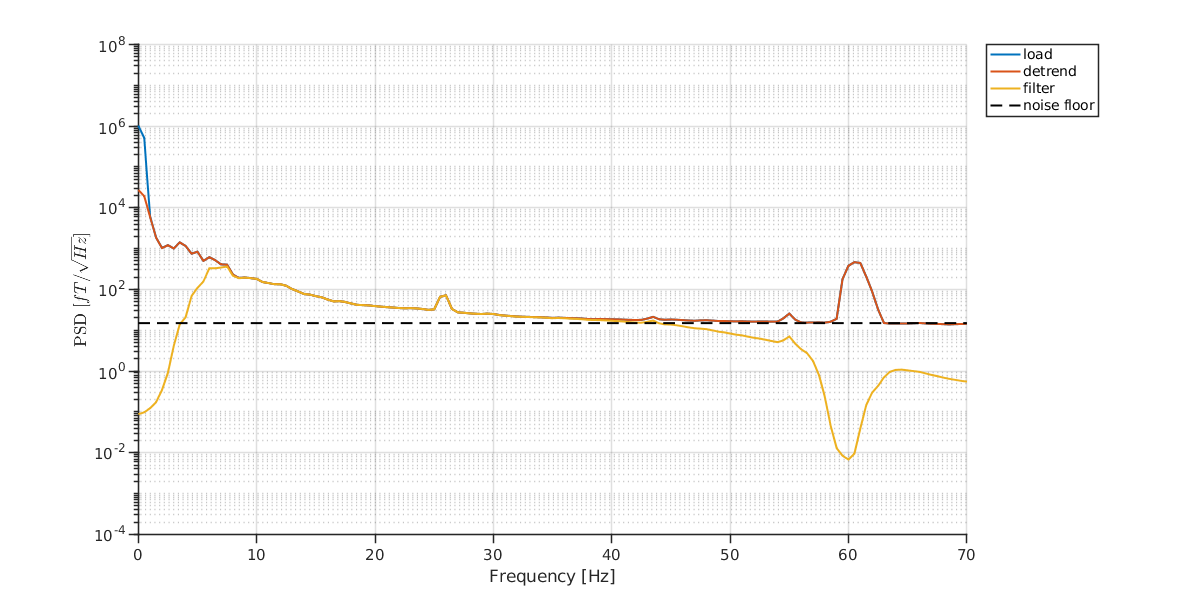 10^8
10^6
10^4
10^2
10^0
10^-2
10^-4
PSD [fT/√Hz]
0 10 20 30 40 50 60 70
Frequency [Hz]
load
detrend
filter
noise floor